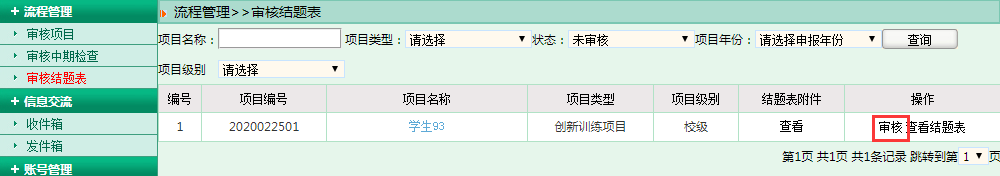 流程管理
审核项目
审核中期检查
审核结题表
信息交流
收件箱
发件箱
账号管理
流程管理>>审核结题表
项目名称： 项目类型：请选择 状态：未审核 项目年份：请选择申报年份 查询
项目级别 请选择
编号 项目编号 项目名称 项目类型 项目级别 结题表附件 操作
1 2020022501 学生93 创新训练项目 校级 查看 审核 查看结题表
第1页 共1页 共1条记录 跳转到第1页